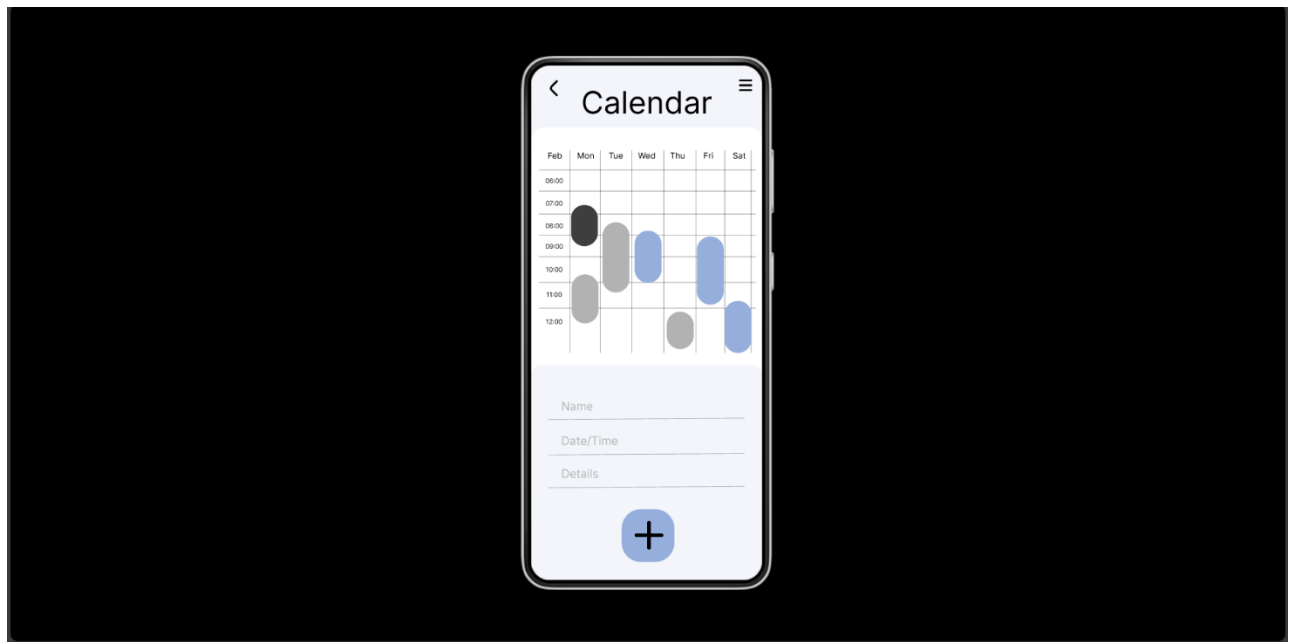 Calendar
Feb Mon Tue Wed Thu Fri Sat
06:00
07:00
08:00
09:00
10:00
11:00
12:00
Name
Date/Time
Details